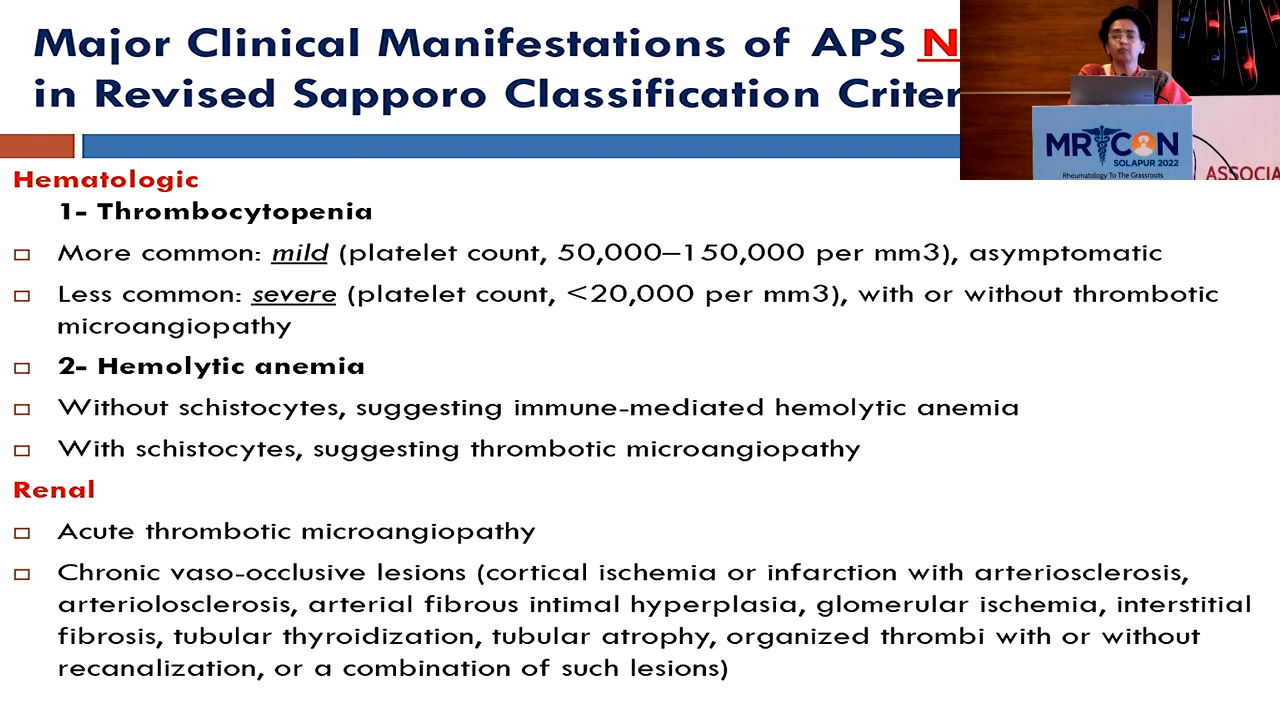 Major Clinical Manifestations of APS
in Revised Sapporo Classification
Hematologic
1- Thrombocytopenia
More common: mild (platelet count, 50,000–150,000 per mm3), asymptomatic
Less common: severe (platelet count, <20,000 per mm3), with or without thrombotic
microangiopathy
2- Hemolytic anemia
Without schistocytes, suggesting immune-mediated hemolytic anemia
With schistocytes, suggesting thrombotic microangiopathy
Renal
Acute thrombotic microangiopathy
Chronic vaso-occlusive lesions (cortical ischemia or infarction with arteriosclerosis,
arteriolosclerosis, arterial fibrous intimal hyperplasia, glomerular ischemia, interstitial
fibrosis, tubular thyroidization, tubular atrophy, organized thrombi with or without
recanalization, or a combination of such lesions)
MRCON
SOLAPUR 2022
Rheumatology To The Grassroots